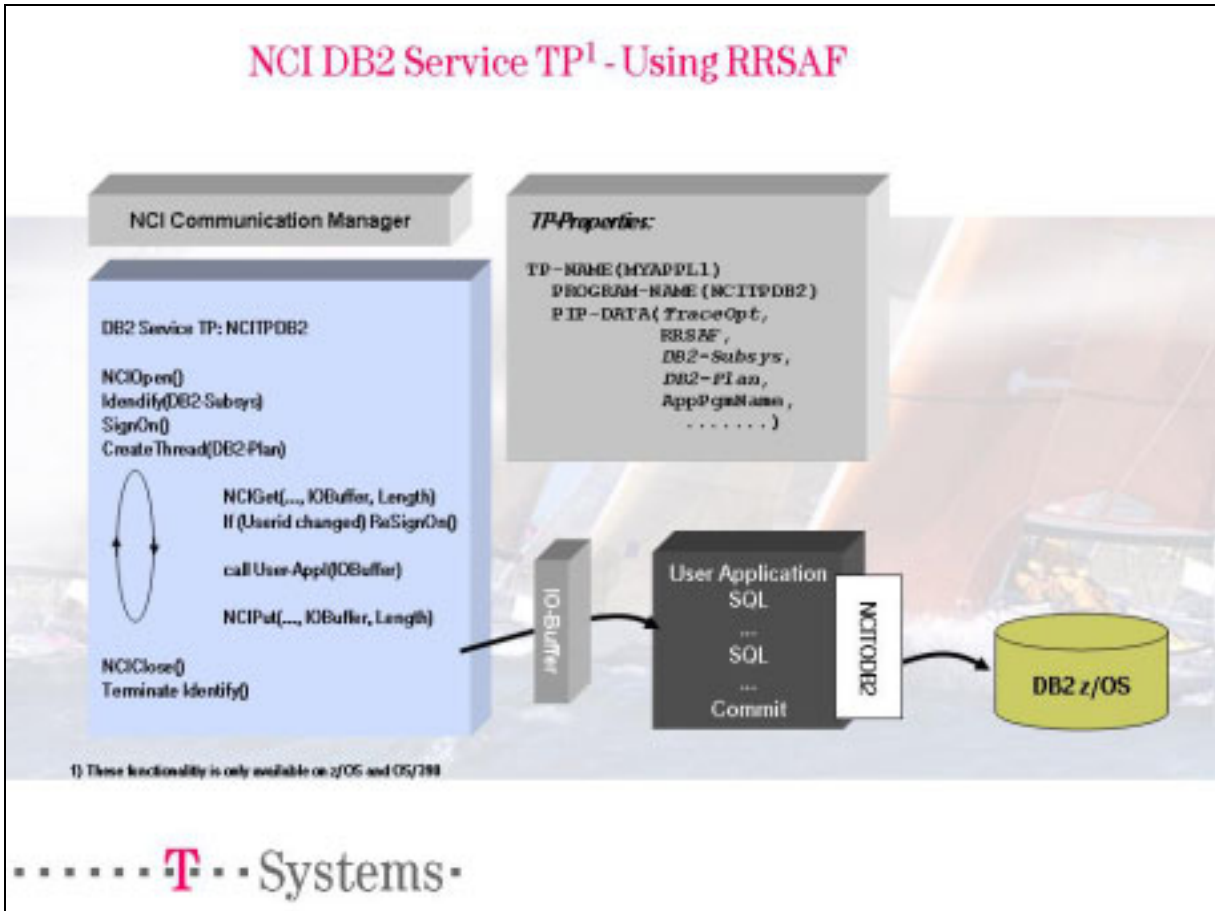 NCI DB2 Service TP1 - Using RRSAF
NCI Communication Manager
DB2 Service TP: NCITPDB2
NCIOpen()
Idendify(DB2-Subsys)
SignOn()
CreateThread(DB2-Plan)
NCIGet(..., IOBuffer, Length)
If (Userid changed) ReSignOn()
call User-Appl(IOBuffer)
NCIPut(..., IOBuffer, Length)
NCIClose()
Terminate Identify()
TP-Properties:
TP-NAME(MYAPPL1)
PROGRAM-NAME(NCITPDB2)
PIP-DATA(TraceOpt,
RRSAF,
DB2-Subsys,
DB2-Plan,
AppPgmName,
.......)
IO-Buffer
User Application
SQL
...
SQL
...
Commit
NCITODB2
DB2 z/OS
1) These functionality is only available on z/OS and OS/390
T Systems